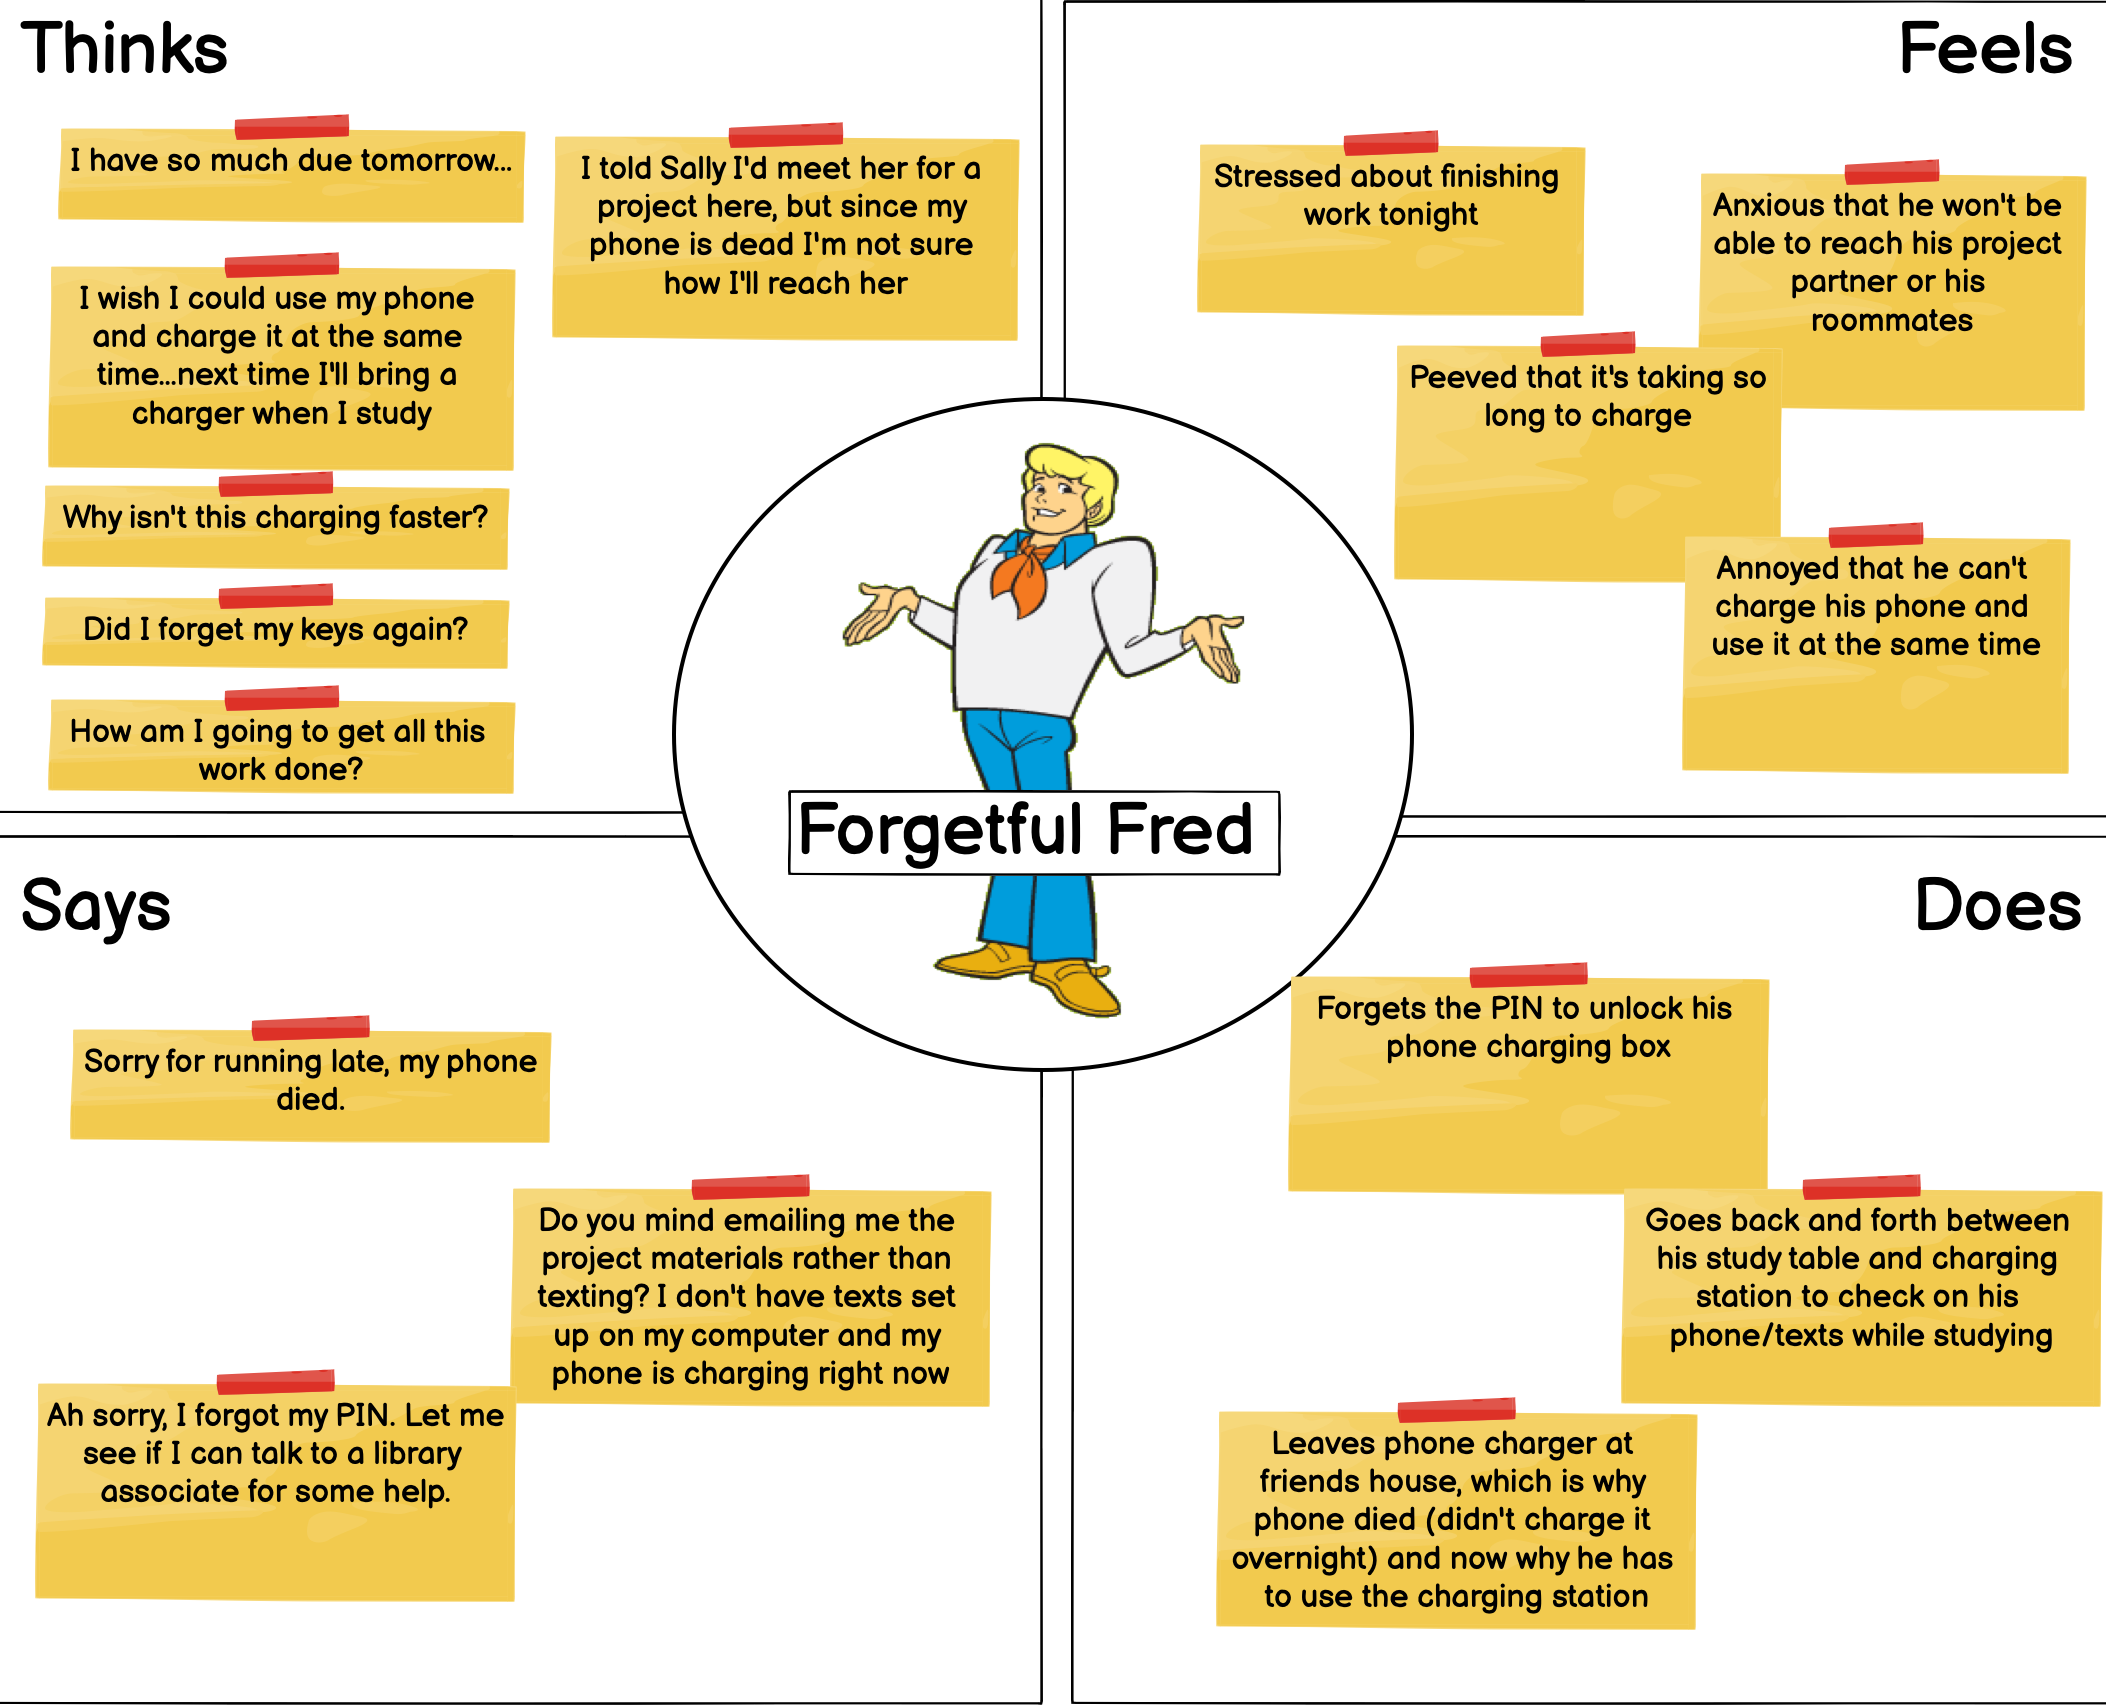 Thinks
I have so much due tomorrow...
I told Sally I'd meet her for a
project here, but since my
phone is dead I'm not sure
how I'll reach her
I wish I could use my phone
and charge it at the same
time...next time I'll bring a
charger when I study
Why isn't this charging faster?
Did I forget my keys again?
How am I going to get all this
work done?
Feels
Stressed about finishing
work tonight
Anxious that he won't be
able to reach his project
partner or his
roommates
Peeved that it's taking so
long to charge
Annoyed that he can't
charge his phone and
use it at the same time
Forgetful Fred
Says
Sorry for running late, my phone
died.
Do you mind emailing me the
project materials rather than
texting? I don't have texts set
up on my computer and my
phone is charging right now
Ah sorry, I forgot my PIN. Let me
see if I can talk to a library
associate for some help.
Does
Forgets the PIN to unlock his
phone charging box
Goes back and forth between
his study table and charging
station to check on his
phone/texts while studying
Leaves phone charger at
friends house, which is why
phone died (didn't charge it
overnight) and now why he has
to use the charging station